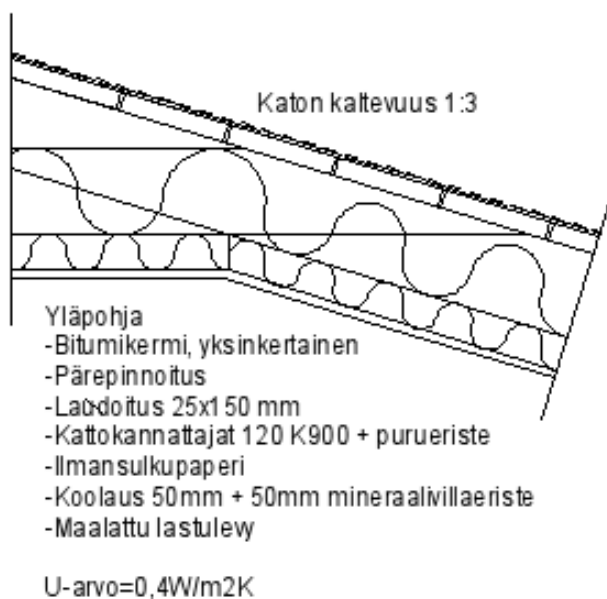 Katon kaltevuus 1:3
Yläpohja
-Bitumikermi, yksinkertainen
-Pärepinnoitus
-Laudoitus 25x150 mm
-Kattokannattajat 120 K900 + purueriste
-Ilmansulkupaperi
-Koolaus 50mm + 50mm mineraalivillaeriste
-Maalattu lastulevy
U-arvo=0,4W/m2K